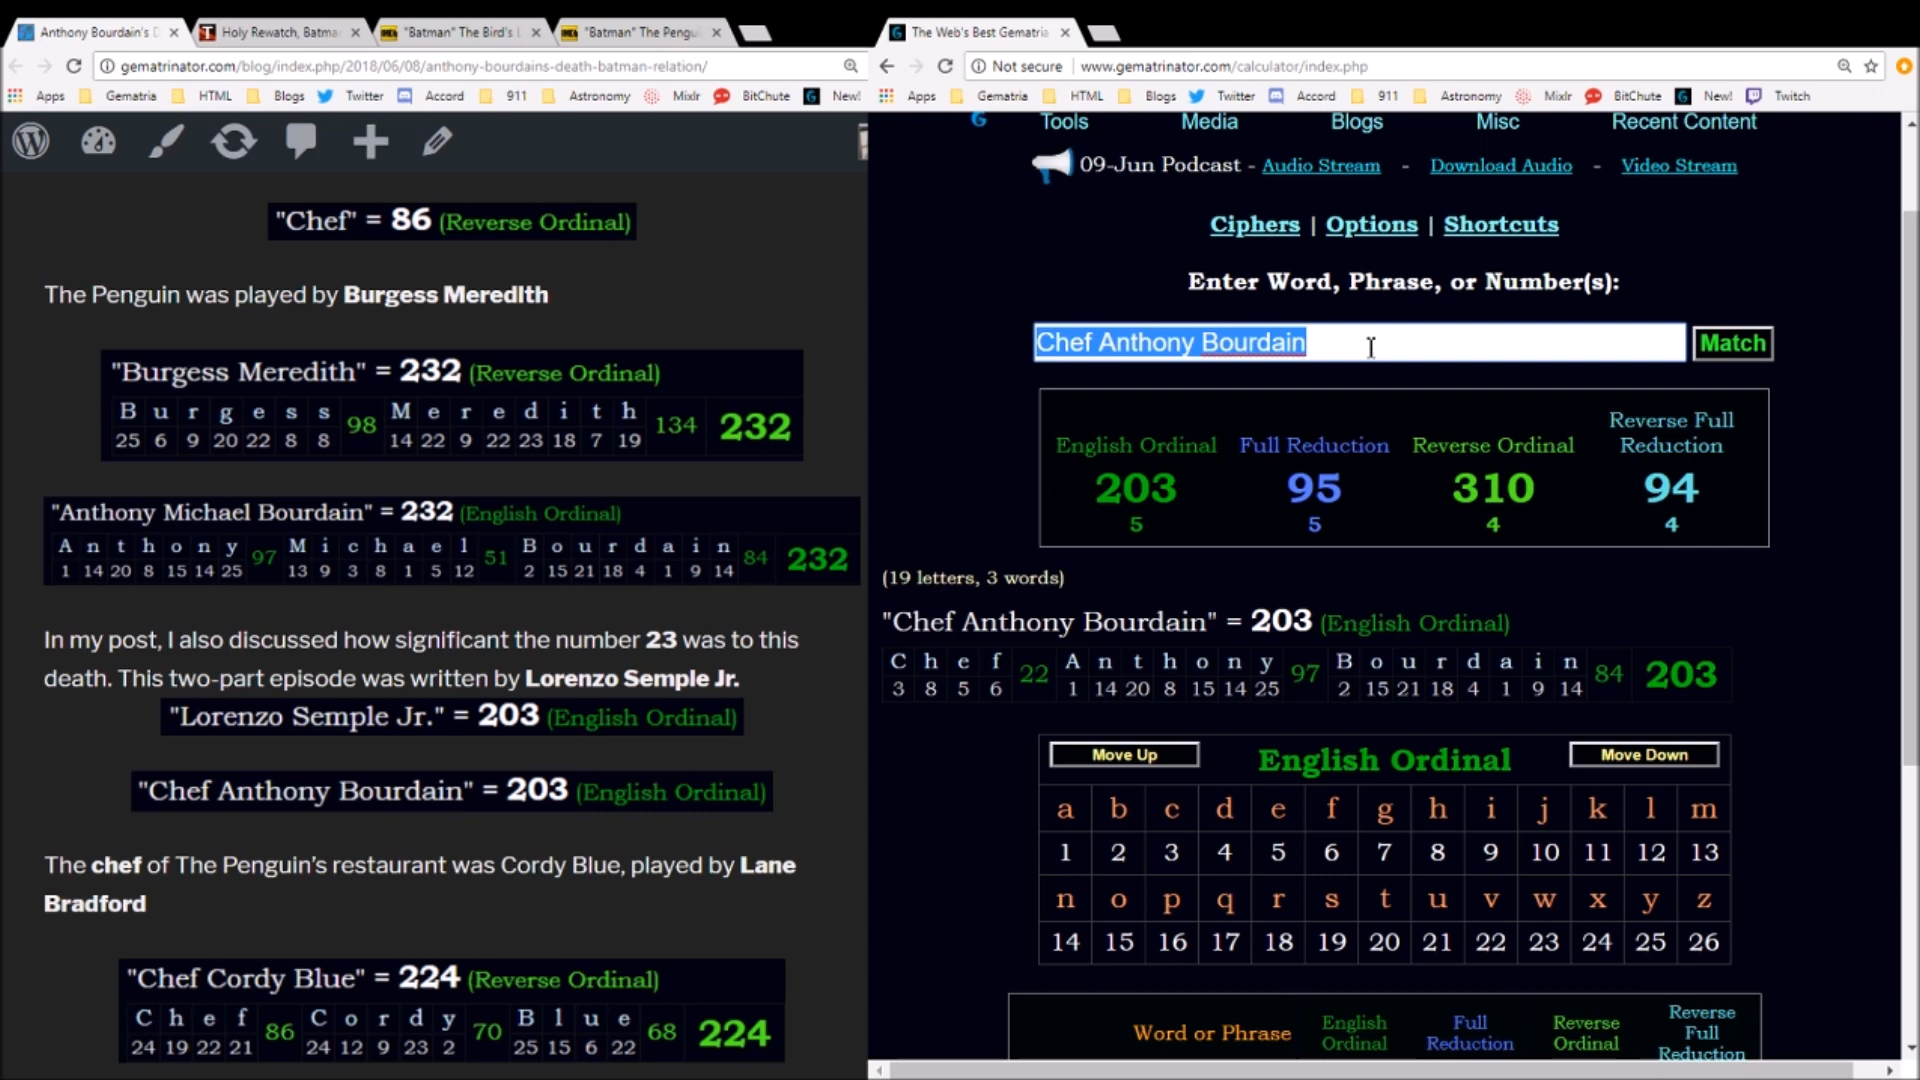 Anthony Bourdain's D
Holy Rewatch, Batma
"Batman" The Bird's L
"Batman" The Pengu
gematrinator.com/blog/index.php/2018/06/08/anthony-bourdains-death-batman-relation/
Apps Gematria HTML Blogs Twitter Accord 911 Astronomy Mixlr BitChute New!
"Chef" = 86 (Reverse Ordinal)
The Penguin was played by Burgess Meredith
"Burgess Meredith" = 232 (Reverse Ordinal)
B u r g e s s 98 M e r e d i t h 134 232
25 6 9 20 22 8 8 14 22 9 22 23 18 7 19
"Anthony Michael Bourdain" = 232 (English Ordinal)
A n t h o n y 97 M i c h a e l 51 B o u r d a i n 84 232
1 14 20 8 15 14 25 13 9 3 8 1 5 12 2 15 21 18 4 1 9 14
In my post, I also discussed how significant the number 23 was to this
death. This two-part episode was written by Lorenzo Semple Jr.
"Lorenzo Semple Jr." = 203 (English Ordinal)
"Chef Anthony Bourdain" = 203 (English Ordinal)
The chef of The Penguin's restaurant was Cordy Blue, played by Lane
Bradford
"Chef Cordy Blue" = 224 (Reverse Ordinal)
C h e f 86 C o r d y 70 B l u e 68 224
24 19 22 21 24 12 9 23 2 25 15 6 22
The Web's Best Gematria
Not secure www.gematrinator.com/calculator/index.php
Apps Gematria HTML Blogs Twitter Accord 911 Astronomy Mixlr BitChute New! Twitch
Tools Media Blogs Misc Recent Content
09-Jun Podcast - Audio Stream - Download Audio - Video Stream
Ciphers | Options | Shortcuts
Enter Word, Phrase, or Number(s):
Chef Anthony Bourdain Match
English Ordinal Full Reduction Reverse Ordinal Reverse Full Reduction
203 95 310 94
5 5 4 4
(19 letters, 3 words)
"Chef Anthony Bourdain" = 203 (English Ordinal)
C h e f 22 A n t h o n y 97 B o u r d a i n 84 203
3 8 5 6 1 14 20 8 15 14 25 2 15 21 18 4 1 9 14
Move Up English Ordinal Move Down
a b c d e f g h i j k l m
1 2 3 4 5 6 7 8 9 10 11 12 13
n o p q r s t u v w x y z
14 15 16 17 18 19 20 21 22 23 24 25 26
Word or Phrase English Ordinal Full Reduction Reverse Ordinal Reverse Full Reduction